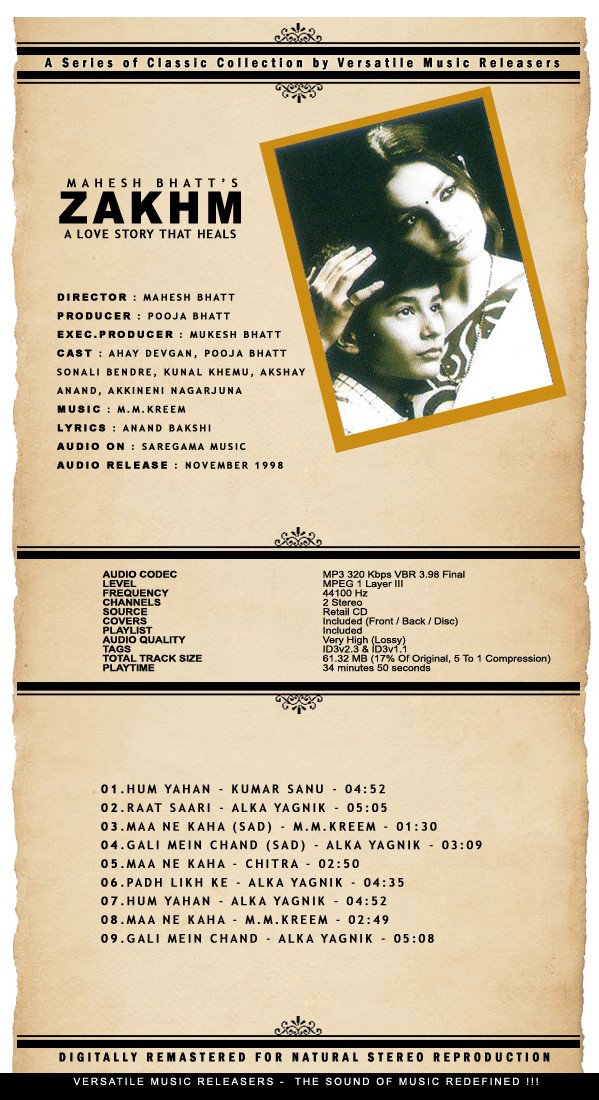 A Series of Classic Collection by Versatile Music Releasers
MAHESH BHATT'S
ZAKHM
A LOVE STORY THAT HEALS
DIRECTOR : MAHESH BHATT
PRODUCER : POOJA BHATT
EXEC.PRODUCER : MUKESH BHATT
CAST : AHAY DEVGAN, POOJA BHATT
SONALI BENDRE, KUNAL KHEMU, AKSHAY
ANAND, AKKINENI NAGARJUNA
MUSIC : M.M.KREEM
LYRICS : ANAND BAKSHI
AUDIO ON : SAREGAMA MUSIC
AUDIO RELEASE : NOVEMBER 1998
AUDIO CODEC MP3 320 Kbps VBR 3.98 Final
LEVEL MPEG 1 Layer III
FREQUENCY 44100 Hz
CHANNELS 2 Stereo
SOURCE Retail CD
COVERS Included (Front / Back / Disc)
PLAYLIST Included
AUDIO QUALITY Very High (Lossy)
TAGS ID3v2.3 & ID3v1.1
TOTAL TRACK SIZE 61.32 MB (17% Of Original, 5 To 1 Compression)
PLAYTIME 34 minutes 50 seconds
01.HUM YAHAN - KUMAR SANU - 04:52
02.RAAT SAARI - ALKA YAGNIK - 05:05
03.MAA NE KAHA (SAD) - M.M.KREEM - 01:30
04.GALI MEIN CHAND (SAD) - ALKA YAGNIK - 03:09
05.MAA NE KAHA - CHITRA - 02:50
06.PADH LIKH KE - ALKA YAGNIK - 04:35
07.HUM YAHAN - ALKA YAGNIK - 04:52
08.MAA NE KAHA - M.M.KREEM - 02:49
09.GALI MEIN CHAND - ALKA YAGNIK - 05:08
DIGITALLY REMASTERED FOR NATURAL STEREO REPRODUCTION
VERSATILE MUSIC RELEASERS - THE SOUND OF MUSIC REDEFINED !!!